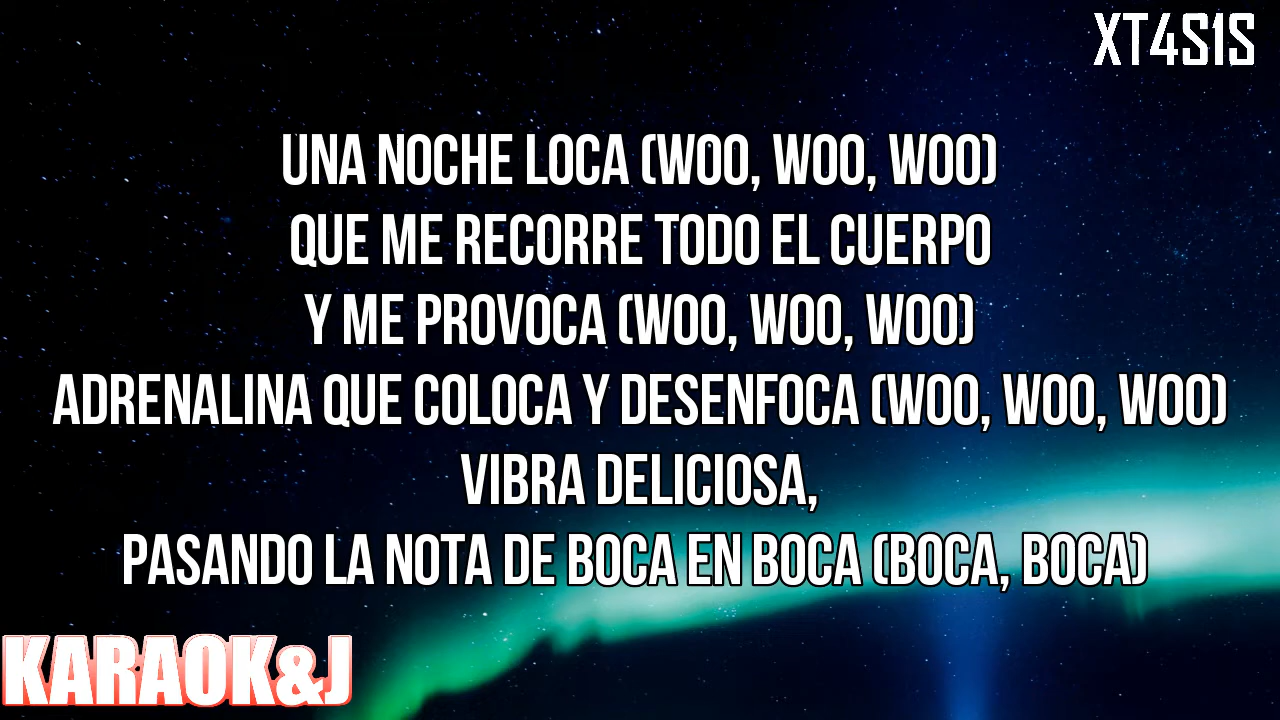 XT4S1S
UNA NOCHE LOCA (WOO, WOO, WOO)
QUE ME RECORRE TODO EL CUERPO
Y ME PROVOCA (WOO, WOO, WOO)
ADRENALINA QUE COLOCA Y DESENFOCA (WOO, WOO, WOO)
VIBRA DELICIOSA,
PASANDO LA NOTA DE BOCA EN BOCA (BOCA, BOCA)
KARAOK&J